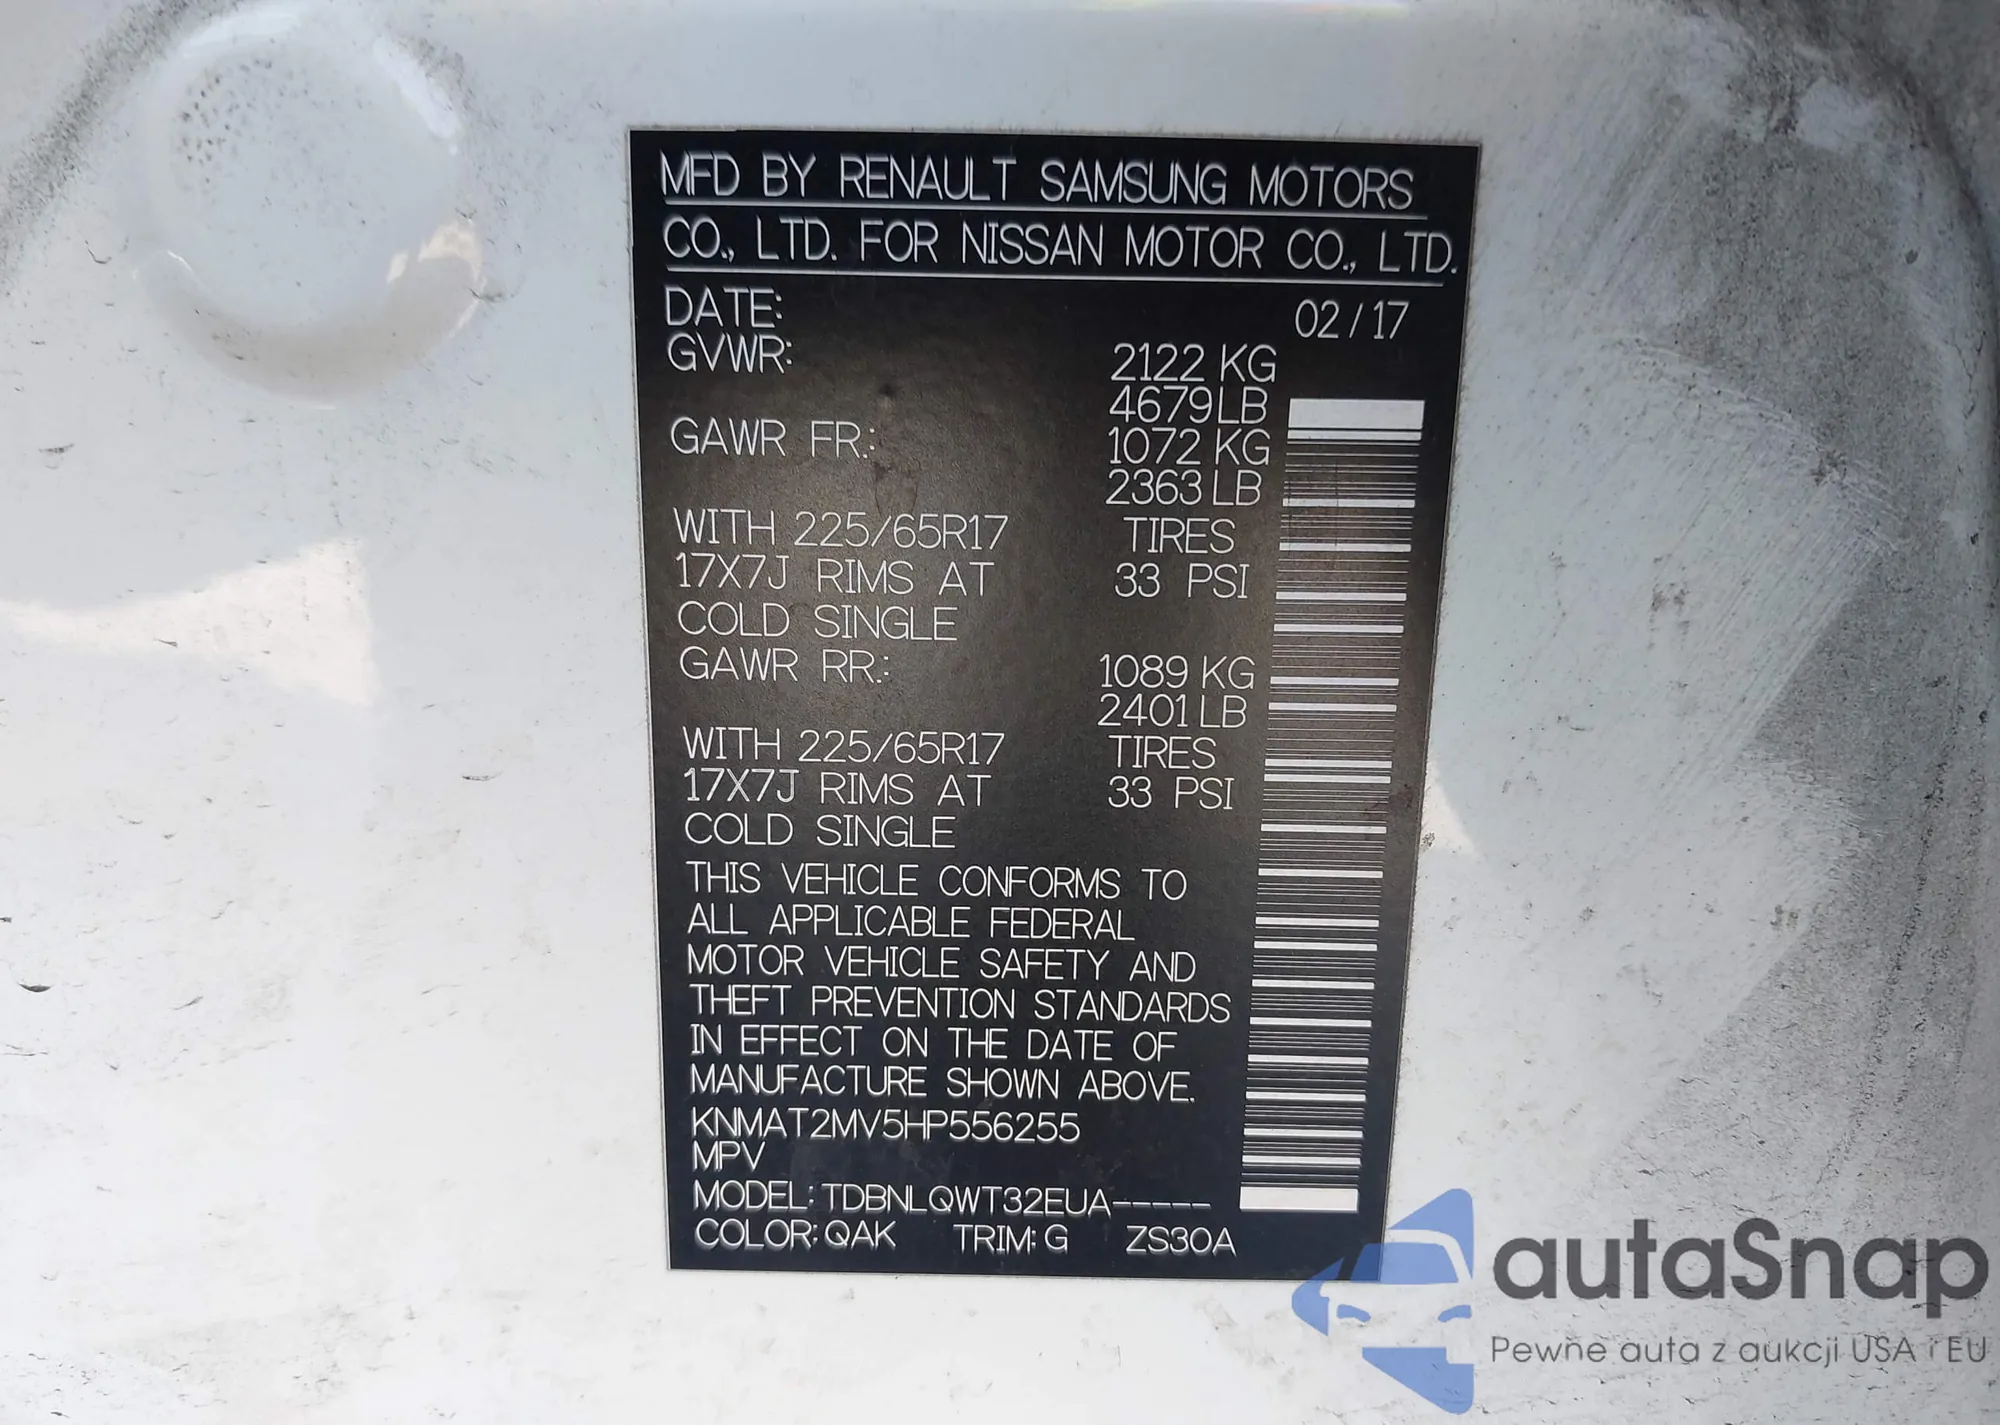 MFD BY RENAULT SAMSUNG MOTORS
CO., LTD. FOR NISSAN MOTOR CO., LTD.
DATE: 02/17
GVWR: 2122 KG
4679 LB
GAWR FR.: 1072 KG
2363 LB
WITH 225/65R17 TIRES
17X7J RIMS AT 33 PSI
COLD SINGLE
GAWR RR.: 1089 KG
2401 LB
WITH 225/65R17 TIRES
17X7J RIMS AT 33 PSI
COLD SINGLE
THIS VEHICLE CONFORMS TO
ALL APPLICABLE FEDERAL
MOTOR VEHICLE SAFETY AND
THEFT PREVENTION STANDARDS
IN EFFECT ON THE DATE OF
MANUFACTURE SHOWN ABOVE.
KNMAT2MV5HP556255
MPV
MODEL: TDBNLQWT32EUA-----
COLOR: QAK TRIM: G ZS30A
autaSnap
Pewne auta z aukcji USA i EU